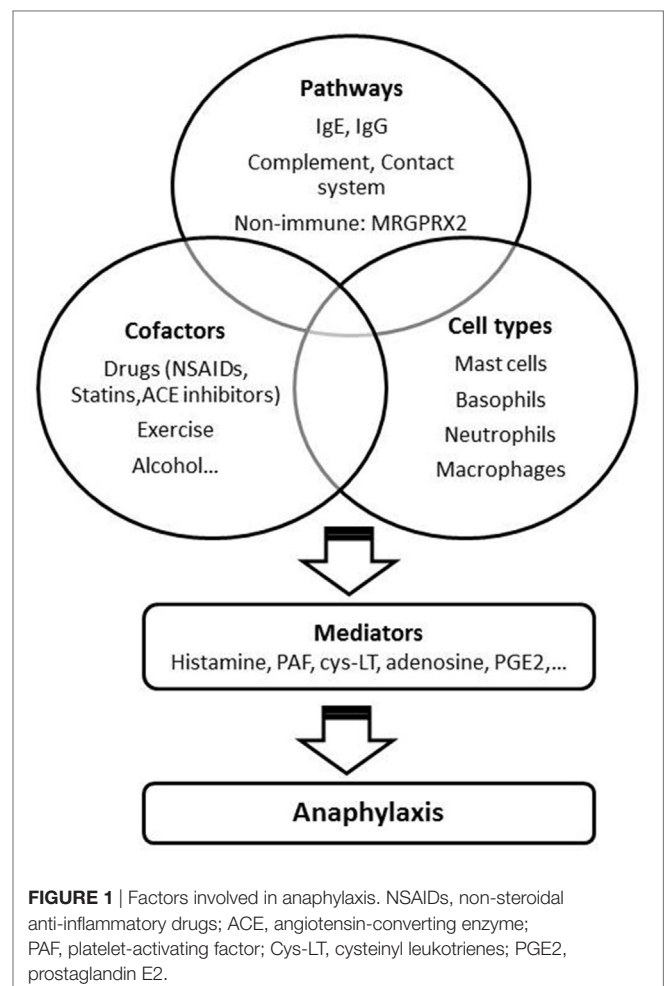 Pathways
IgE, IgG
Complement, Contact
system
Non-immune: MRGPRX2
Cofactors
Drugs (NSAIDs,
Statins,ACE inhibitors)
Exercise
Alcohol...
Cell types
Mast cells
Basophils
Neutrophils
Macrophages
Mediators
Histamine, PAF, cys-LT, adenosine, PGE2,...
Anaphylaxis
FIGURE 1 | Factors involved in anaphylaxis. NSAIDs, non-steroidal
anti-inflammatory drugs; ACE, angiotensin-converting enzyme;
PAF, platelet-activating factor; Cys-LT, cysteinyl leukotrienes; PGE2,
prostaglandin E2.